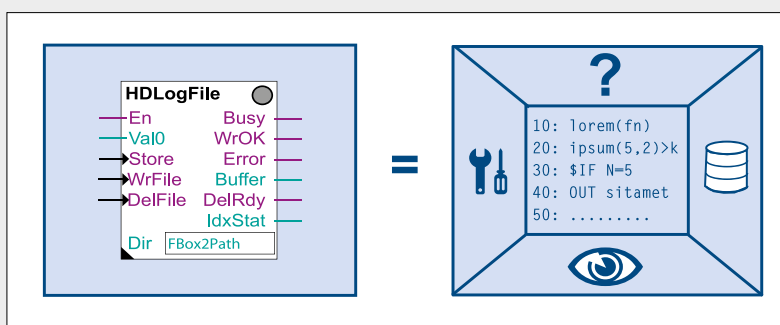 HDLogFile
En Busy
Val0 WrOK
Store Error
WrFile Buffer
DelFile DelRdy
IdxStat
Dir FBox2Path
=
?
10: lorem(fn)
20: ipsum(5,2)>k
30: $IF N=5
40: OUT sitamet
50: .........